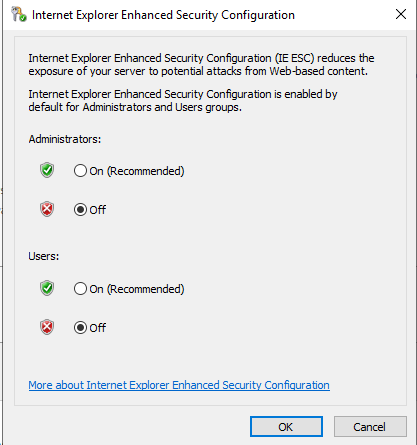 Internet Explorer Enhanced Security Configuration
Internet Explorer Enhanced Security Configuration (IE ESC) reduces the
exposure of your server to potential attacks from Web-based content.
Internet Explorer Enhanced Security Configuration is enabled by
default for Administrators and Users groups.
Administrators:
On (Recommended)
Off
Users:
On (Recommended)
Off
More about Internet Explorer Enhanced Security Configuration
OK
Cancel